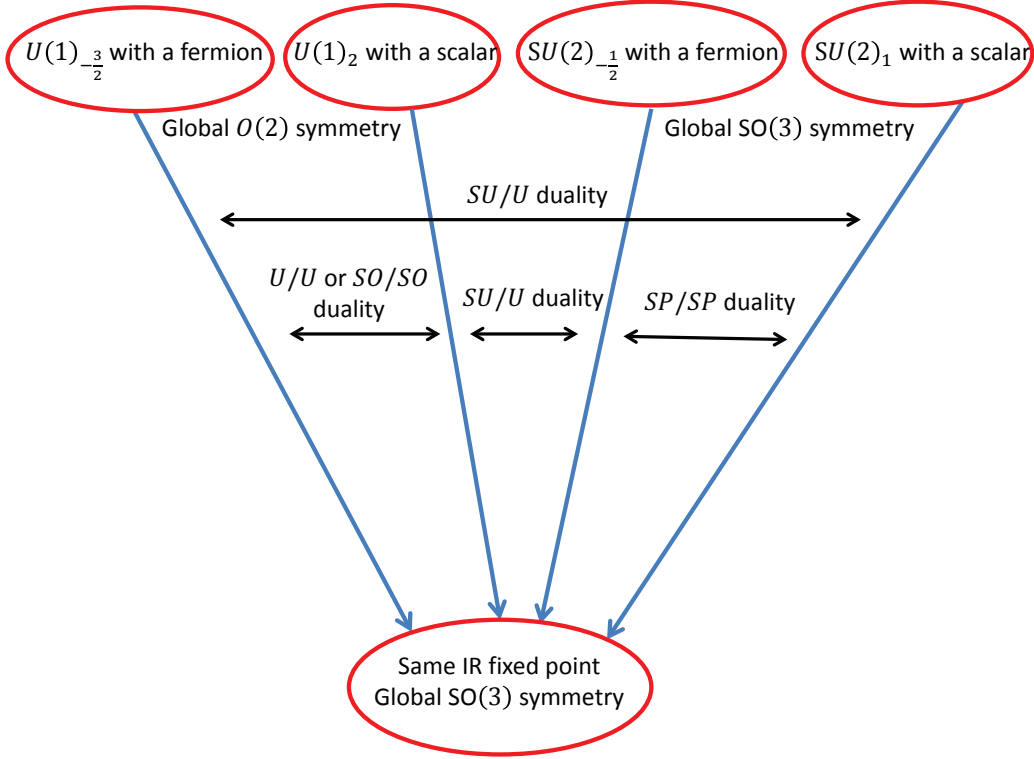 U(1)_{-\frac{3}{2}} with a fermion
U(1)_2 with a scalar
SU(2)_{-\frac{1}{2}} with a fermion
SU(2)_1 with a scalar
Global O(2) symmetry
Global SO(3) symmetry
SU/U duality
U/U or SO/SO
duality
SU/U duality
SP/SP duality
Same IR fixed point
Global SO(3) symmetry